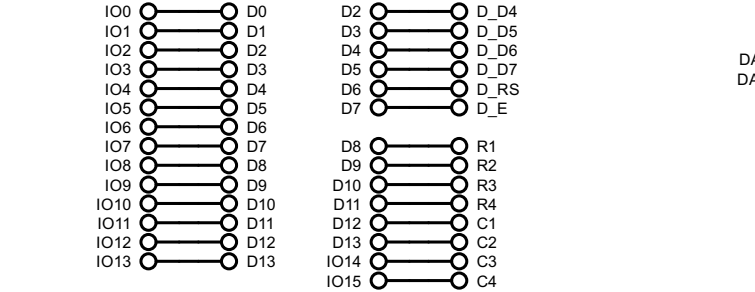 IO0 D0
IO1 D1
IO2 D2
IO3 D3
IO4 D4
IO5 D5
IO6 D6
IO7 D7
IO8 D8
IO9 D9
IO10 D10
IO11 D11
IO12 D12
IO13 D13
D2 D_D4
D3 D_D5
D4 D_D6
D5 D_D7
D6 D_RS
D7 D_E
D8 R1
D9 R2
D10 R3
D11 R4
D12 C1
D13 C2
IO14 C3
IO15 C4
DA
DA